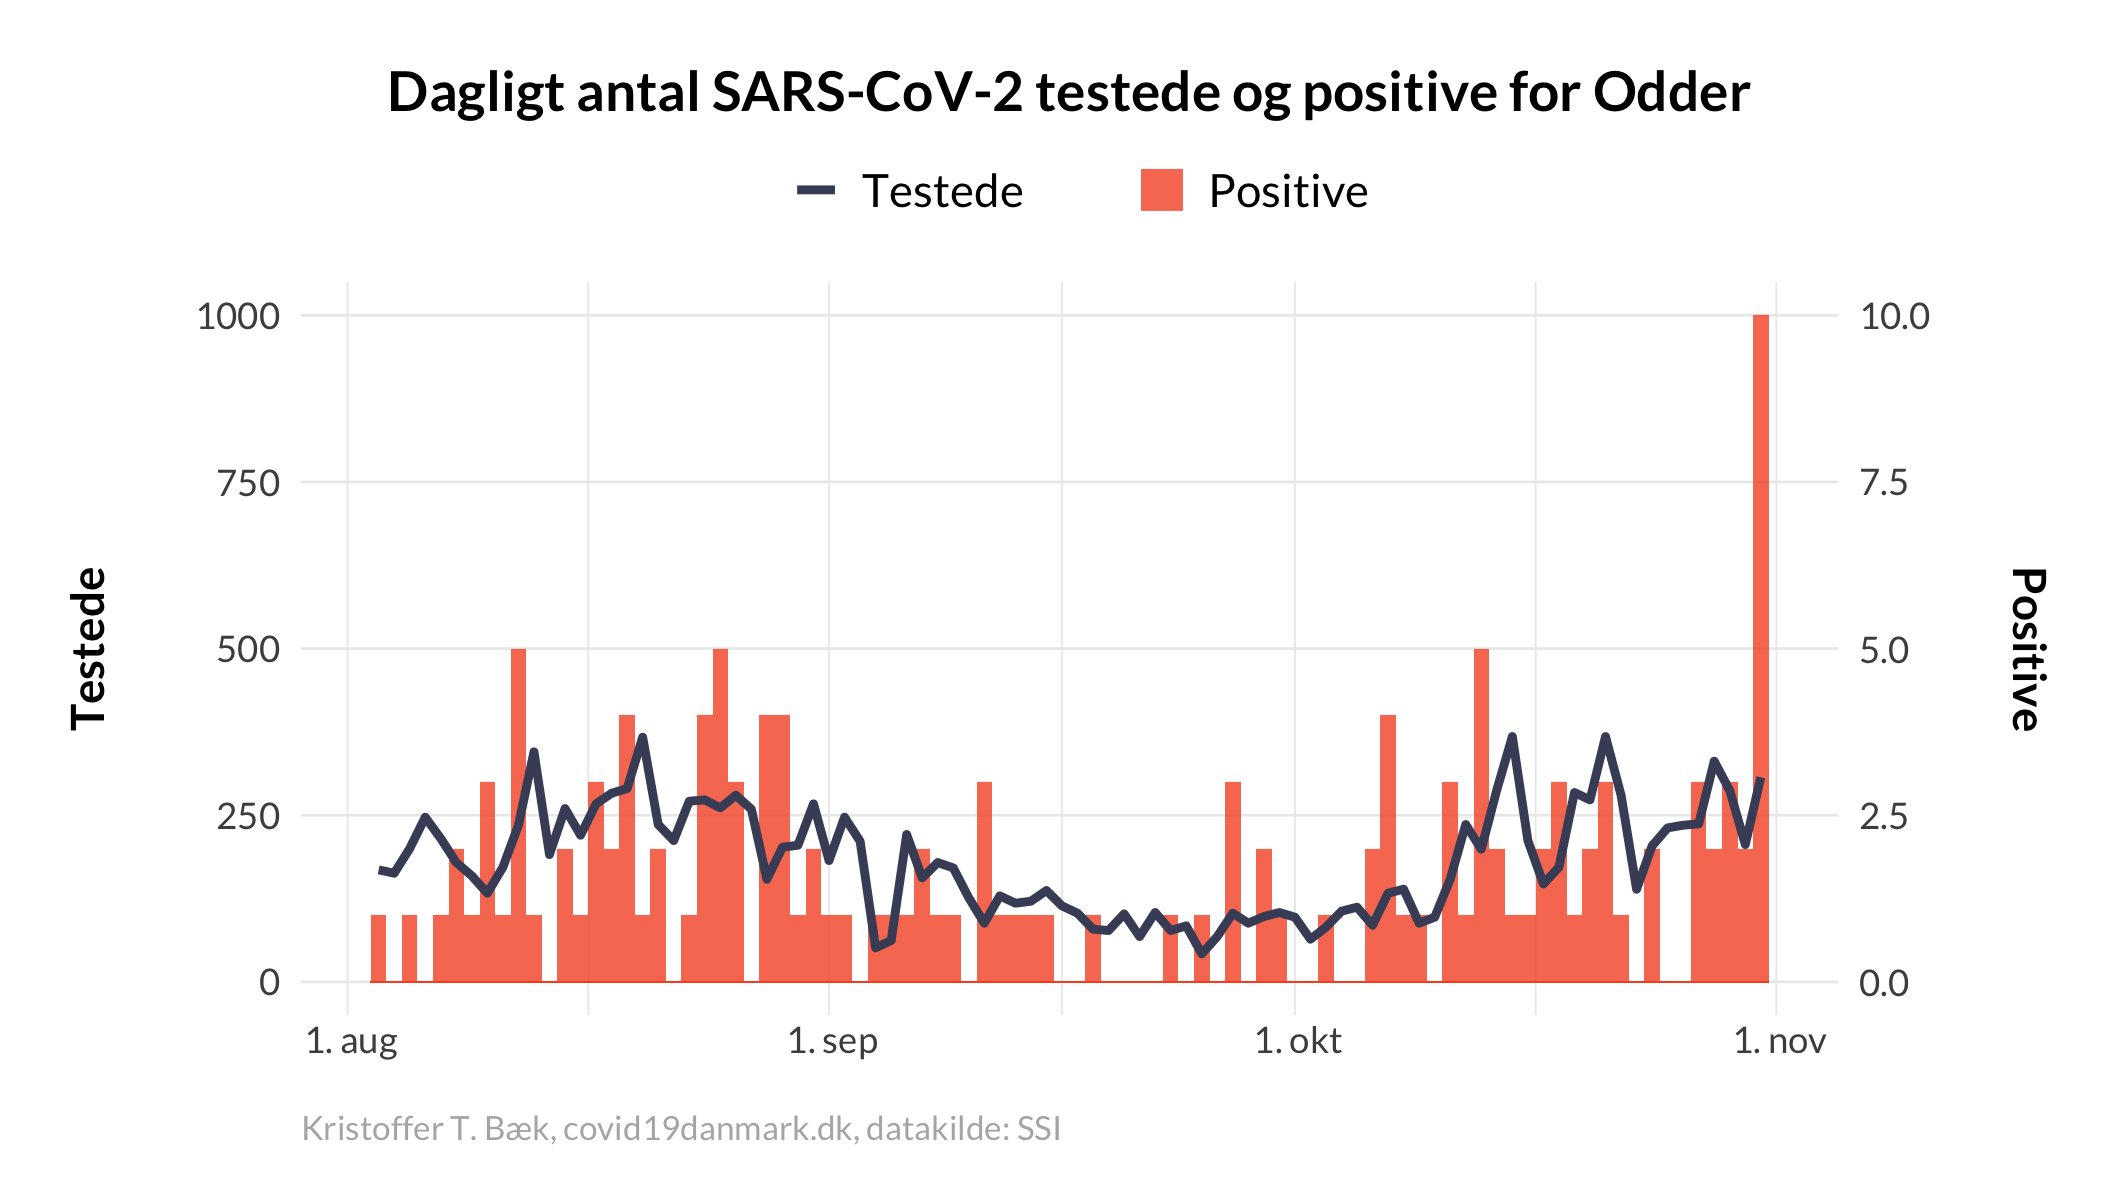 Dagligt antal SARS-CoV-2 testede og positive for Odder
Testede Positive
1000 10.0
750 7.5
500 5.0
250 2.5
0 0.0
Testede
Positive
1. aug 1. sep 1. okt 1. nov
Kristoffer T. Bæk, covid19danmark.dk, datakilde: SSI